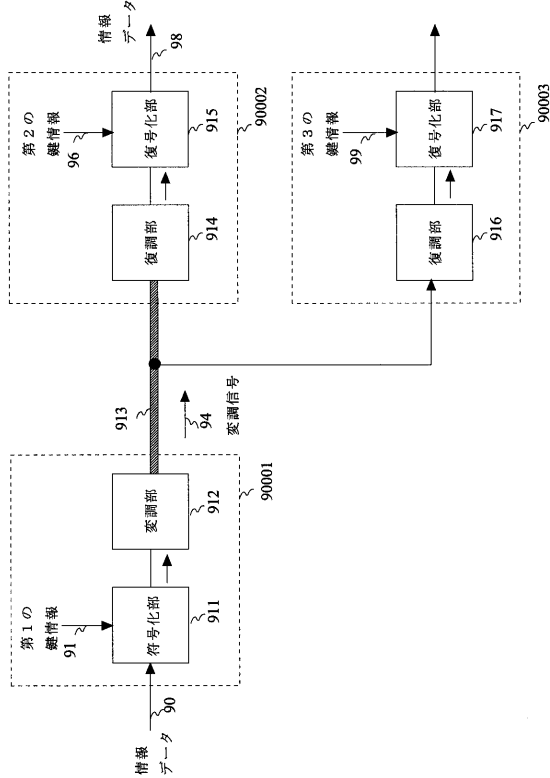 情報
データ
90
第１の
鍵情報
91
符号化部
911
変調部
912
90001
913
94
変調信号
復調部
914
第２の
鍵情報
96
復号化部
915
90002
情報
データ
98
復調部
916
第３の
鍵情報
99
復号化部
917
90003